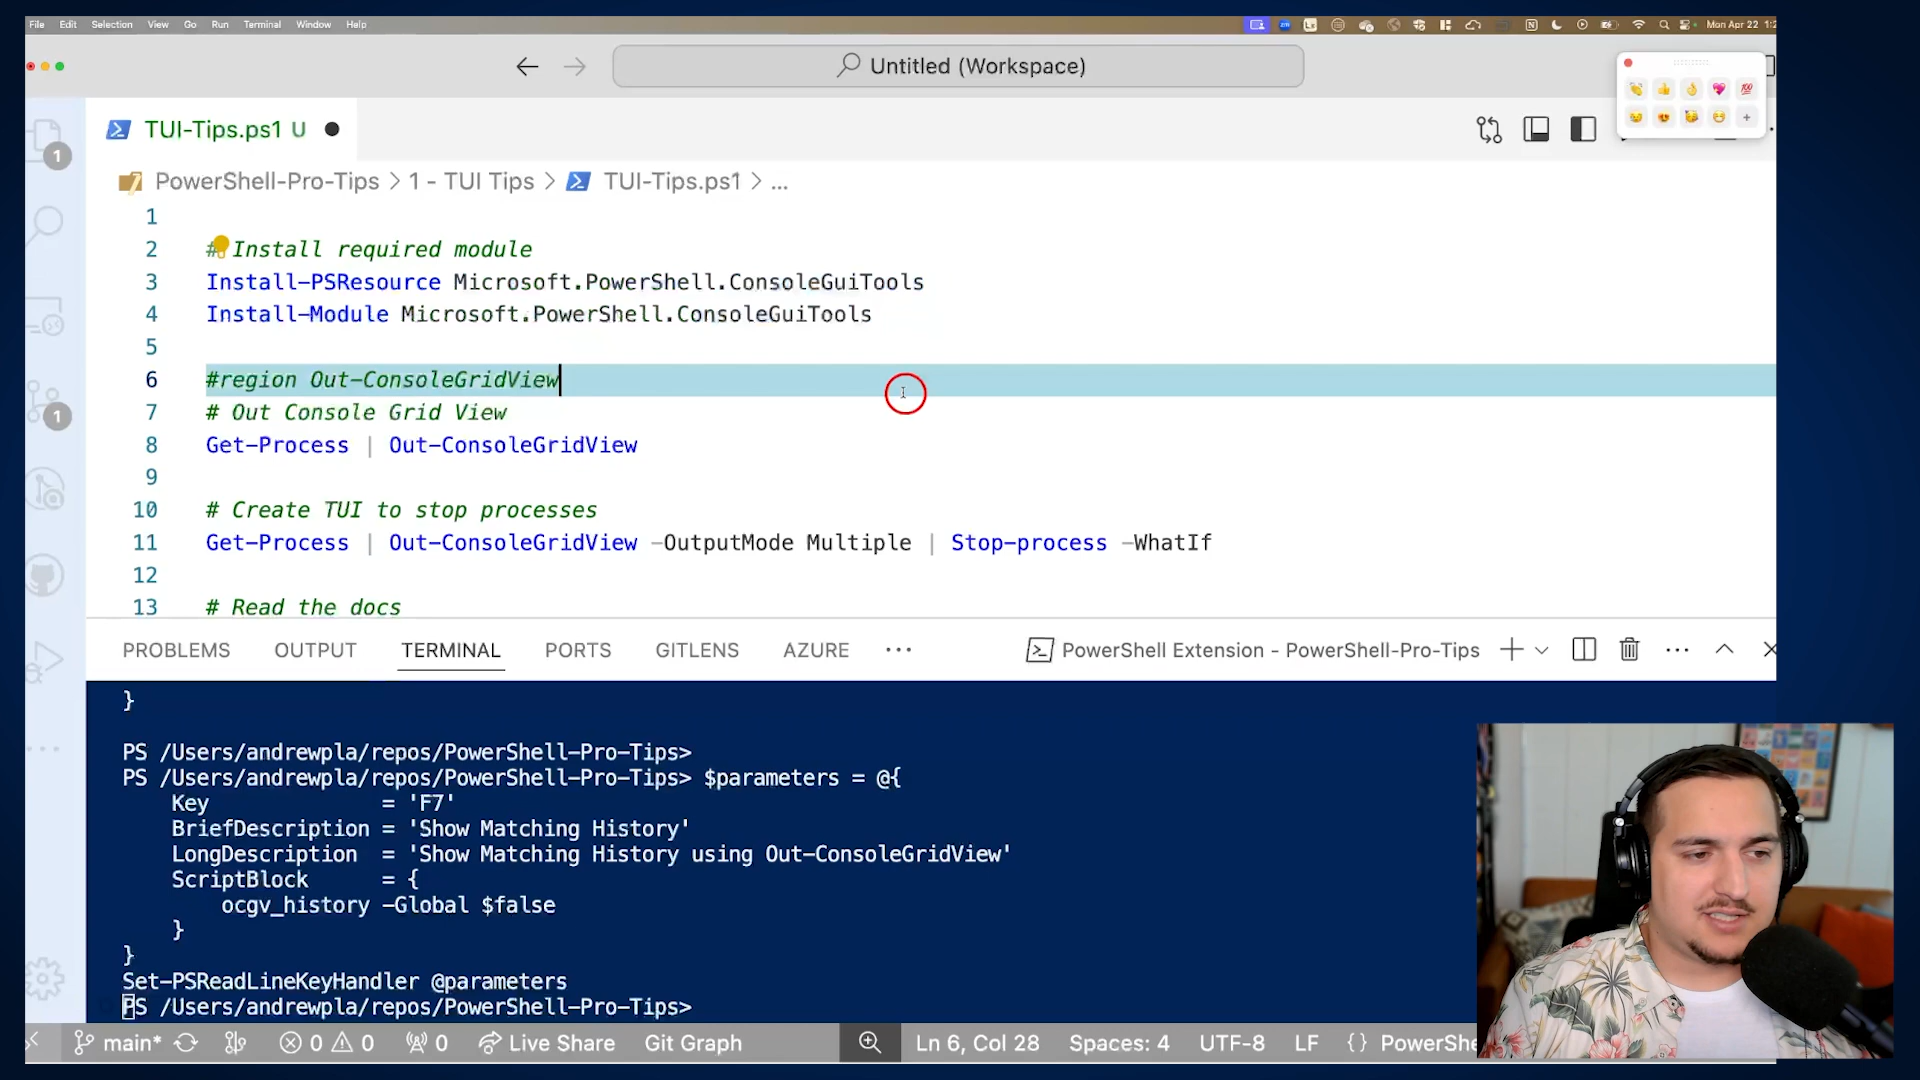 File Edit Selection View Go Run Terminal Window Help
Mon Apr 22
Untitled (Workspace)
TUI-Tips.ps1 U
1
PowerShell-Pro-Tips > 1 - TUI Tips > TUI-Tips.ps1 > ...
1
2 # Install required module
3 Install-PSResource Microsoft.PowerShell.ConsoleGuiTools
4 Install-Module Microsoft.PowerShell.ConsoleGuiTools
5
6 #region Out-ConsoleGridView
7 # Out Console Grid View
1
8 Get-Process | Out-ConsoleGridView
9
10 # Create TUI to stop processes
11 Get-Process | Out-ConsoleGridView -OutputMode Multiple | Stop-process -WhatIf
12
13 # Read the docs
PROBLEMS OUTPUT TERMINAL PORTS GITLENS AZURE ··· PowerShell Extension - PowerShell-Pro-Tips
}
PS /Users/andrewpla/repos/PowerShell-Pro-Tips>
PS /Users/andrewpla/repos/PowerShell-Pro-Tips> $parameters = @{
Key = 'F7'
BriefDescription = 'Show Matching History'
LongDescription = 'Show Matching History using Out-ConsoleGridView'
ScriptBlock = {
ocgv_history -Global $false
}
}
Set-PSReadLineKeyHandler @parameters
PS /Users/andrewpla/repos/PowerShell-Pro-Tips>
main* 0 0 0 Live Share Git Graph Ln 6, Col 28 Spaces: 4 UTF-8 LF {} PowerShe